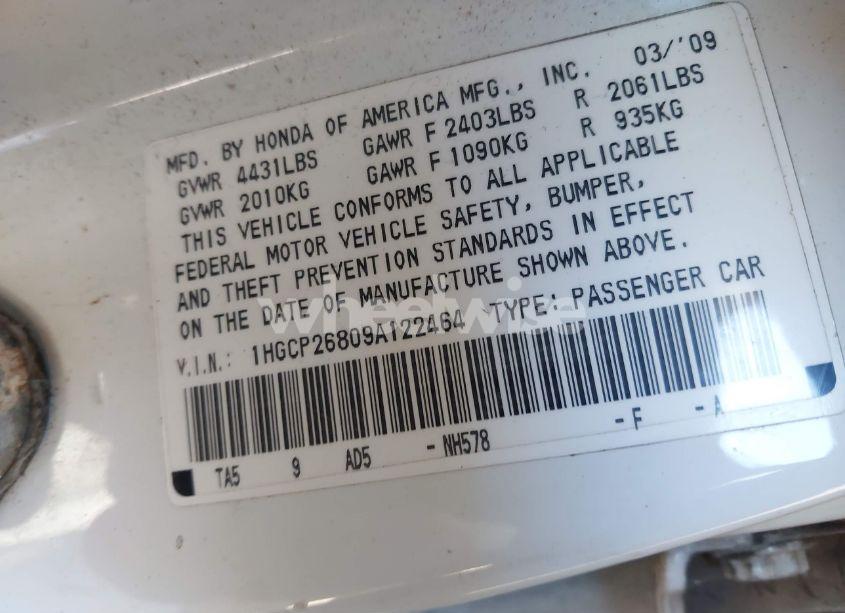 MFD. BY HONDA OF AMERICA MFG., INC. 03/'09
GVWR 4431LBS GAWR F 2403LBS R 2061LBS
GVWR 2010KG GAWR F 1090KG R 935KG
THIS VEHICLE CONFORMS TO ALL APPLICABLE
FEDERAL MOTOR VEHICLE SAFETY, BUMPER,
AND THEFT PREVENTION STANDARDS IN EFFECT
ON THE DATE OF MANUFACTURE SHOWN ABOVE.
V.I.N.: 1HGCP26809A122464 TYPE: PASSENGER CAR
TA5 9 AD5 -NH578 -F -A
wheelwise